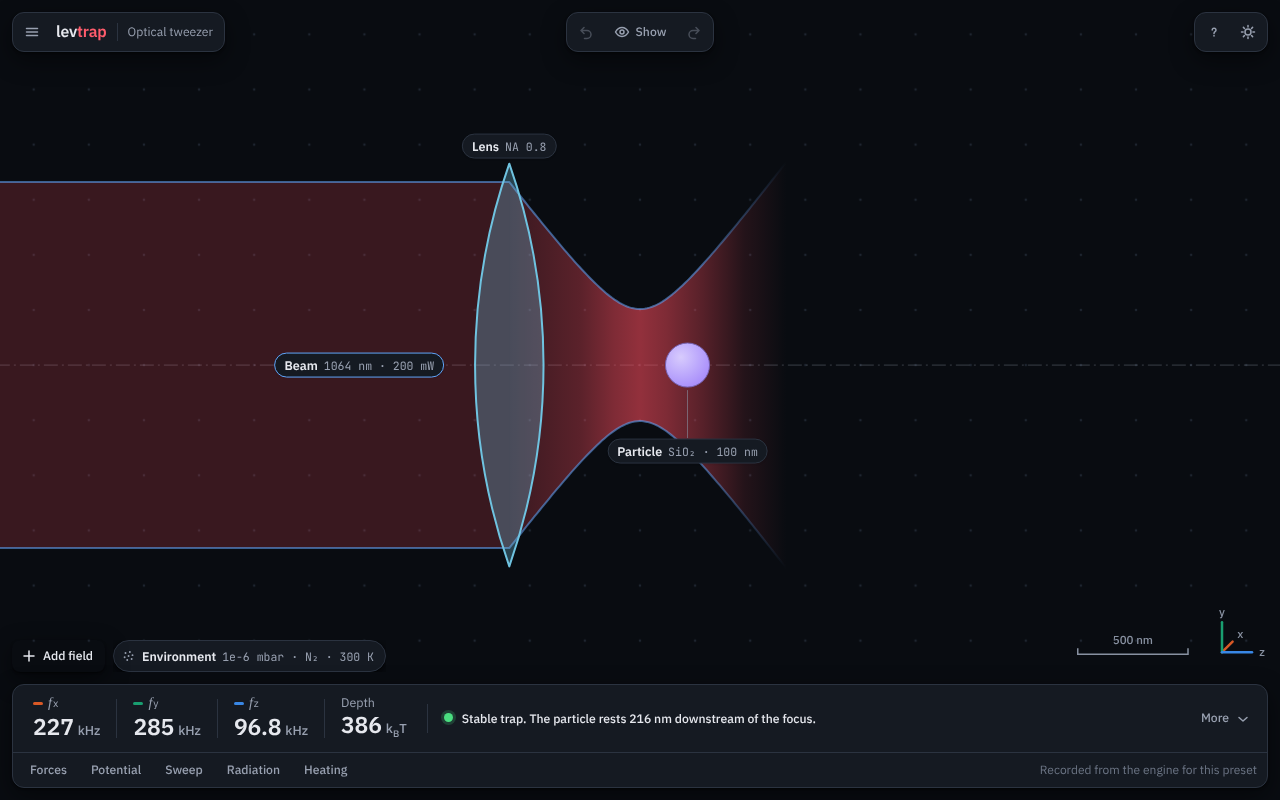 levtrap Optical tweezer
Show
?
Lens NA 0.8
Beam 1064 nm · 200 mW
Particle SiO₂ · 100 nm
y
x
z
500 nm
Add field
Environment 1e-6 mbar · N₂ · 300 K
fx
227 kHz
fy
285 kHz
fz
96.8 kHz
Depth
386 kBT
Stable trap. The particle rests 216 nm downstream of the focus.
More
Forces Potential Sweep Radiation Heating
Recorded from the engine for this preset